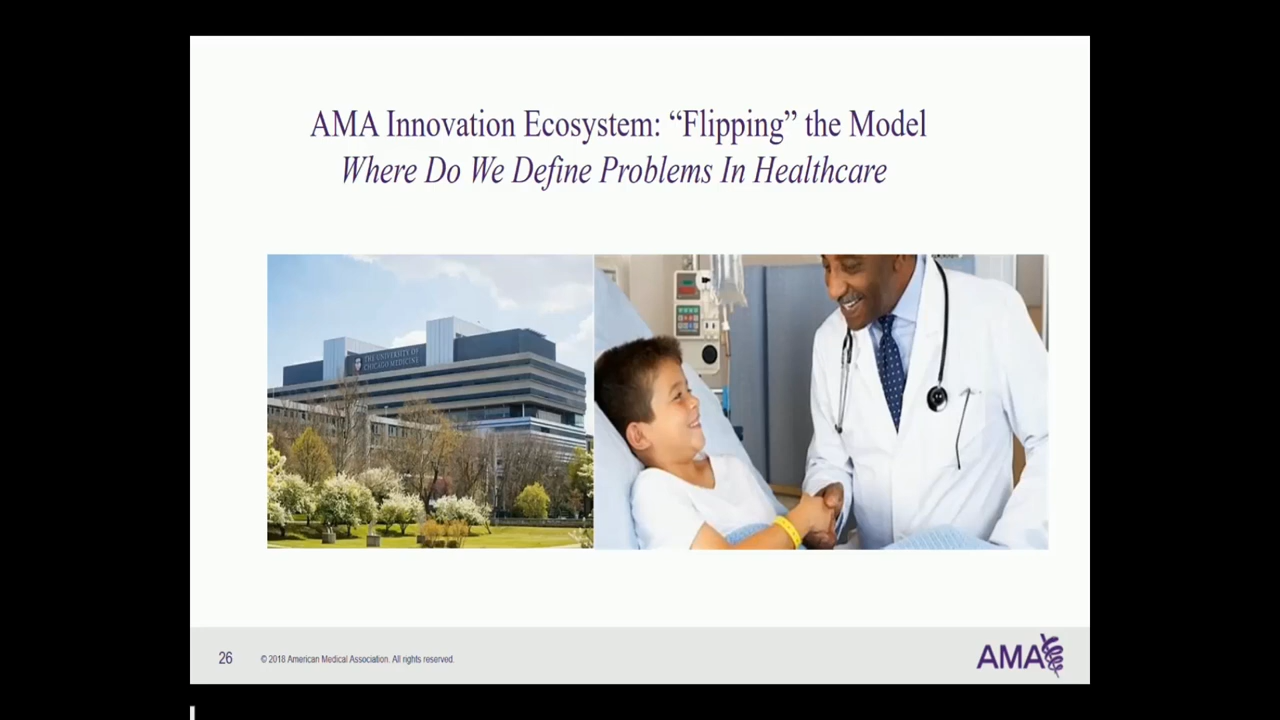 AMA Innovation Ecosystem: “Flipping” the Model
Where Do We Define Problems In Healthcare
THE UNIVERSITY OF
CHICAGO MEDICINE
26
© 2018 American Medical Association. All rights reserved.
AMA